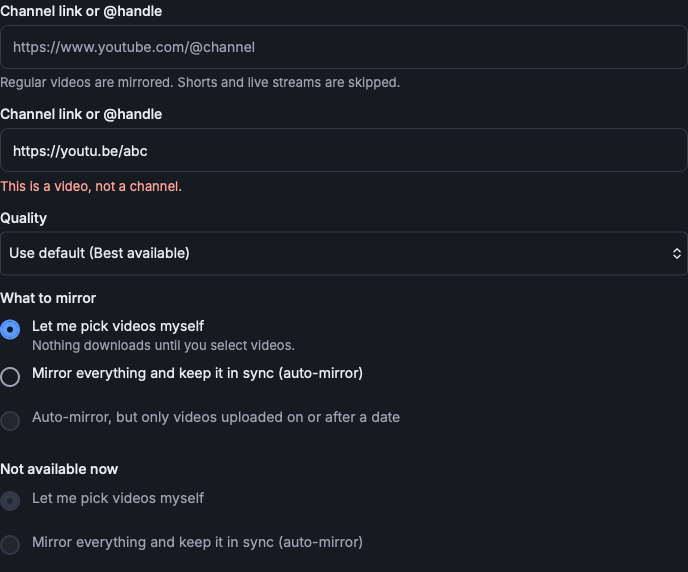 Channel link or @handle
https://www.youtube.com/@channel
Regular videos are mirrored. Shorts and live streams are skipped.
Channel link or @handle
https://youtu.be/abc
This is a video, not a channel.
Quality
Use default (Best available)
What to mirror
Let me pick videos myself
Nothing downloads until you select videos.
Mirror everything and keep it in sync (auto-mirror)
Auto-mirror, but only videos uploaded on or after a date
Not available now
Let me pick videos myself
Mirror everything and keep it in sync (auto-mirror)